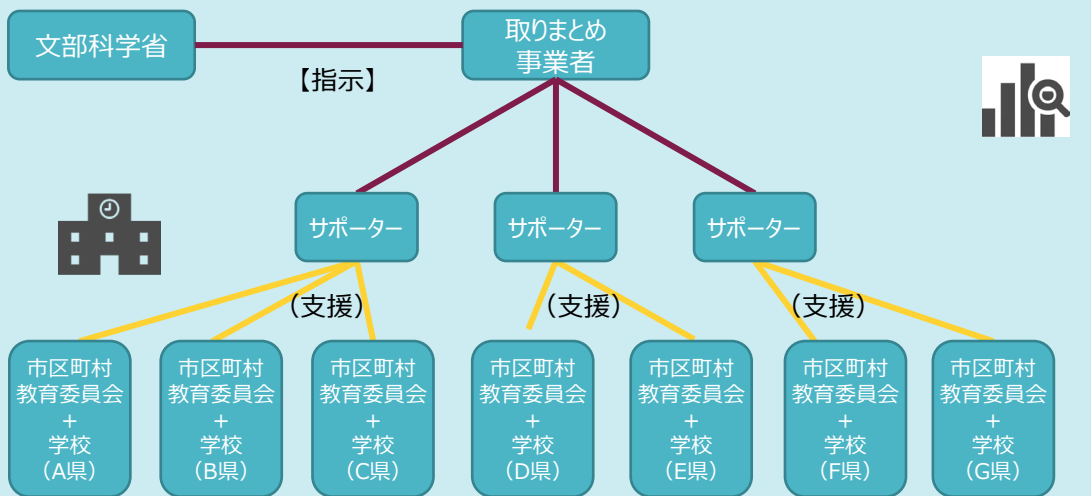 文部科学省
取りまとめ
事業者
【指示】
サポーター
サポーター
サポーター
（支援）
（支援）
（支援）
市区町村
教育委員会
+
学校
（A県）
市区町村
教育委員会
+
学校
（B県）
市区町村
教育委員会
+
学校
（C県）
市区町村
教育委員会
+
学校
（D県）
市区町村
教育委員会
+
学校
（E県）
市区町村
教育委員会
+
学校
（F県）
市区町村
教育委員会
+
学校
（G県）